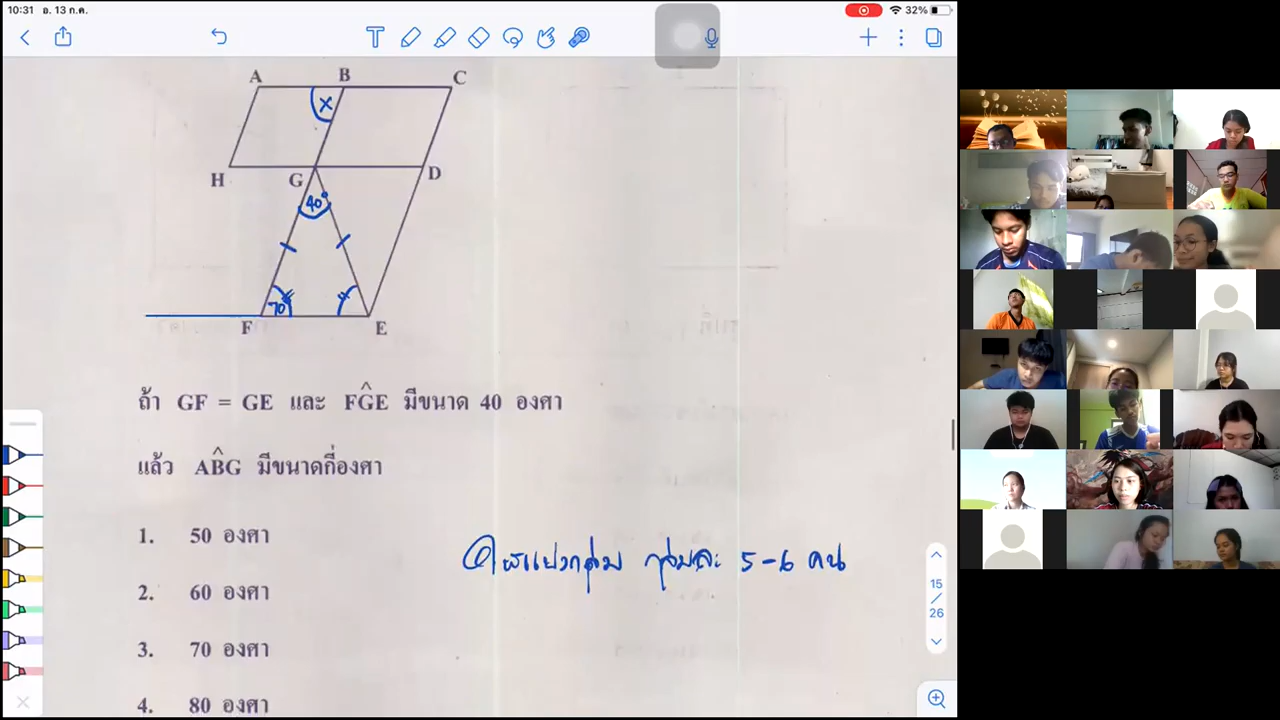 10:31 อ. 13 ก.ค.
32%
A B C
x
H G D
40°
70°
F E
ถ้า GF = GE และ FĜE มีขนาด 40 องศา
แล้ว AB̂G มีขนาดกี่องศา
1. 50 องศา
2. 60 องศา
3. 70 องศา
4. 80 องศา
5-6 คน
15
/
26